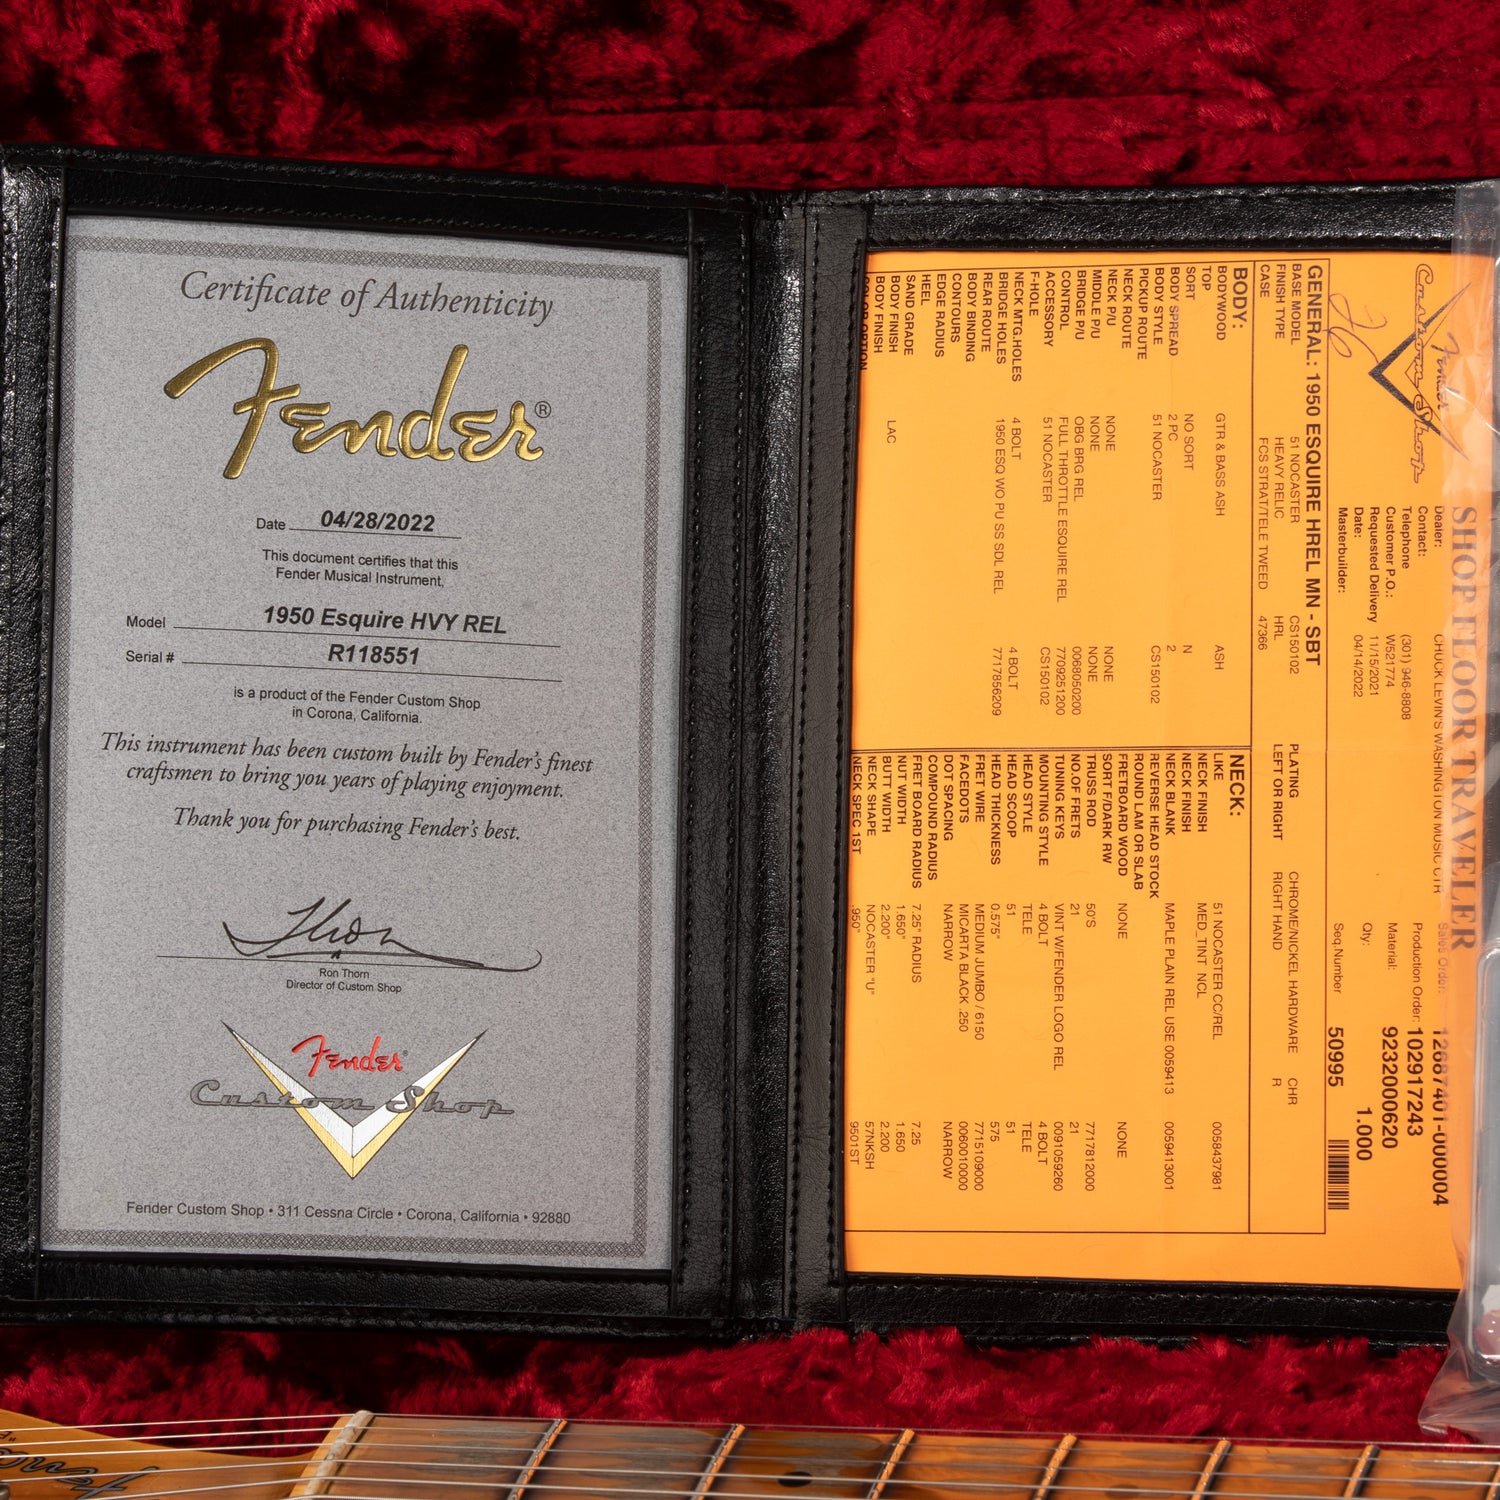 Certificate of Authenticity
Fender®
Date 04/28/2022
This document certifies that this
Fender Musical Instrument,
Model 1950 Esquire HVY REL
Serial # R118551
is a product of the Fender Custom Shop
in Corona, California.
This instrument has been custom built by Fender's finest
craftsmen to bring you years of playing enjoyment.
Thank you for purchasing Fender's best.
Ron Thorn
Director of Custom Shop
Fender®
Custom Shop
Fender Custom Shop • 311 Cessna Circle • Corona, California • 92880
SHOP FLOOR TRAVELER
Fender
Custom Shop
Dealer: CHUCK LEVIN'S WASHINGTON MUSIC CTR
Contact:
Telephone (301) 946-8808
Customer P.O.: W521774
Requested Delivery 11/15/2021
Date: 04/14/2022
Masterbuilder:
Sales Order: 12687401-000004
Production Order: 102917243
Material: 9232000620
Qty: 1.000
Seq.Number 50995
GENERAL: 1950 ESQUIRE HREL MN - SBT
BASE MODEL 51 NOCASTER CS150102 PLATING CHROME/NICKEL HARDWARE CHR
FINISH TYPE HEAVY RELIC HRL LEFT OR RIGHT RIGHT HAND R
CASE FCS STRAT/TELE TWEED 47366
BODY:
BODYWOOD GTR & BASS ASH ASH
TOP
SORT NO SORT N
BODY SPREAD 2 PC 2
BODY STYLE 51 NOCASTER CS150102
PICKUP ROUTE
NECK ROUTE
NECK P/U NONE NONE
MIDDLE P/U NONE NONE
BRIDGE P/U OBG BRG REL 0068050200
CONTROL FULL THROTTLE ESQUIRE REL 7709251200
ACCESSORY 51 NOCASTER CS150102
F-HOLE
NECK MTG.HOLES 4 BOLT 4 BOLT
BRIDGE HOLES 1950 ESQ WO PU SS SDL REL 7717856209
REAR ROUTE
BODY BINDING
CONTOURS
EDGE RADIUS
HEEL
SAND GRADE
BODY FINISH LAC
BODY FINISH
COLOR OPTION
NECK:
LIKE 51 NOCASTER CC/REL 0058437981
NECK FINISH MED_TINT NCL
NECK FINISH
NECK BLANK MAPLE PLAIN REL USE 0059413 0059413001
REVERSE HEAD STOCK
ROUND LAM OR SLAB
FRETBOARD WOOD NONE NONE
SORT F/DARK RW
TRUSS ROD 50'S 7717812000
NO.OF FRETS 21 21
TUNING KEYS VINT W/FENDER LOGO REL 0091059260
MOUNTING STYLE 4 BOLT 4 BOLT
HEAD STYLE TELE TELE
HEAD SCOOP 51 51
HEAD THICKNESS 0.575" 575
FRET WIRE MEDIUM JUMBO / 6150 7715109000
FACEDOTS MICARTA BLACK .250 0060010000
DOT SPACING NARROW NARROW
COMPOUND RADIUS
FRET BOARD RADIUS 7.25" RADIUS 7.25
NUT WIDTH 1.650" 1.650
BUTT WIDTH 2.200" 2.200
NECK SHAPE NOCASTER "U" 57NKSH
NECK SPEC 1ST .950" 9501ST